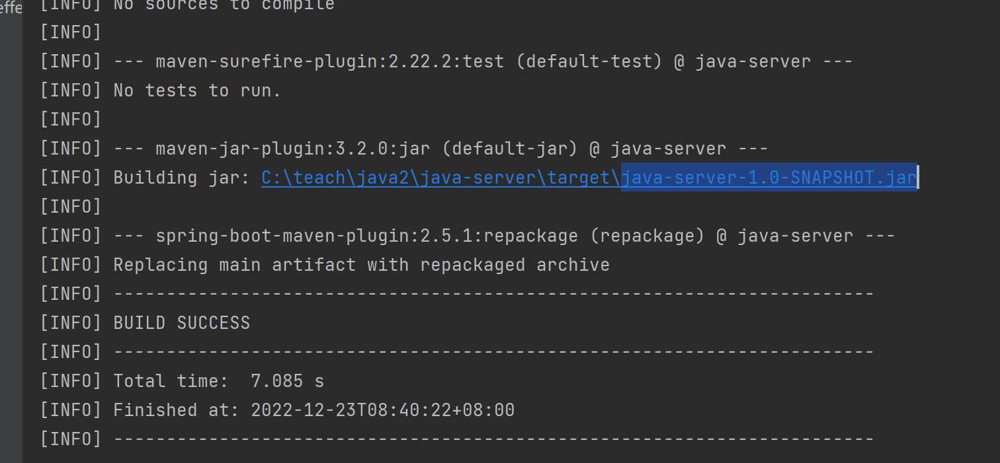 effe
[INFO] No sources to compile
[INFO]
[INFO] --- maven-surefire-plugin:2.22.2:test (default-test) @ java-server ---
[INFO] No tests to run.
[INFO]
[INFO] --- maven-jar-plugin:3.2.0:jar (default-jar) @ java-server ---
[INFO] Building jar: C:\teach\java2\java-server\target\java-server-1.0-SNAPSHOT.jar
[INFO]
[INFO] --- spring-boot-maven-plugin:2.5.1:repackage (repackage) @ java-server ---
[INFO] Replacing main artifact with repackaged archive
[INFO] ------------------------------------------------------------------------
[INFO] BUILD SUCCESS
[INFO] ------------------------------------------------------------------------
[INFO] Total time:  7.085 s
[INFO] Finished at: 2022-12-23T08:40:22+08:00
[INFO] ------------------------------------------------------------------------